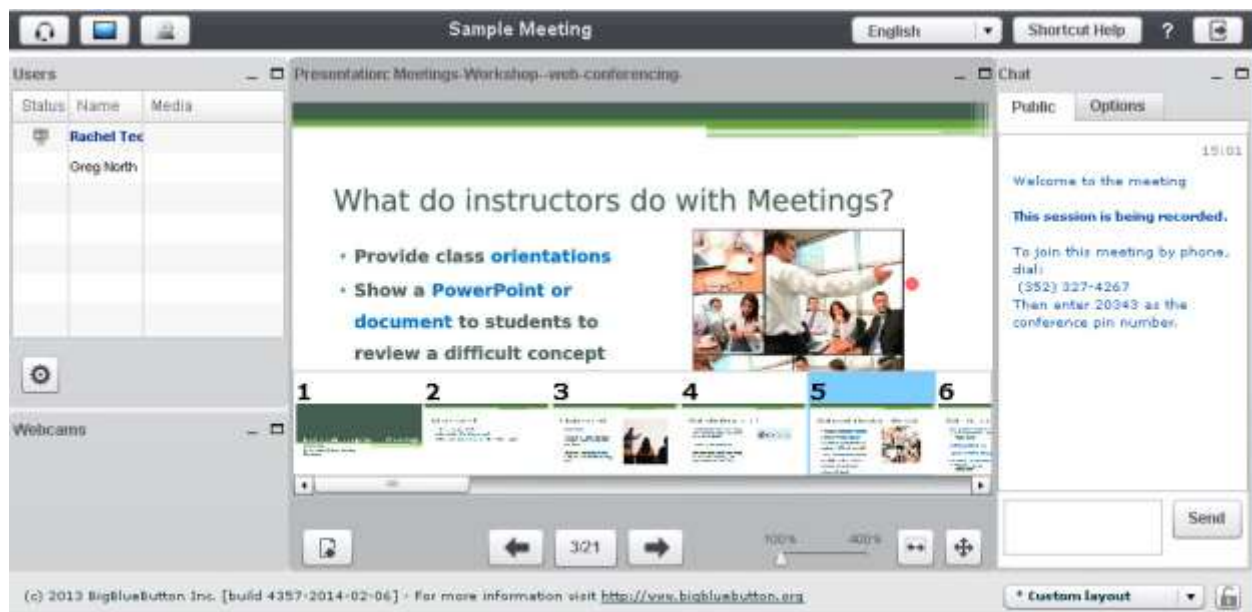 Sample Meeting
English
Shortcut Help
?
Users
Status Name Media
Rachel Tec
Greg North
Webcams
Presentation: Meetings-Workshop--web-conferencing
What do instructors do with Meetings?
• Provide class orientations
• Show a PowerPoint or
document to students to
review a difficult concept
1 2 3 4 5 6
3/21
100% 400%
Chat
Public Options
15:01
Welcome to the meeting
This session is being recorded.
To join this meeting by phone,
dial:
(352) 327-4267
Then enter 20343 as the
conference pin number.
Send
(c) 2013 BigBlueButton Inc. [build 4357-2014-02-06] - For more information visit http://www.bigbluebutton.org
* Custom layout